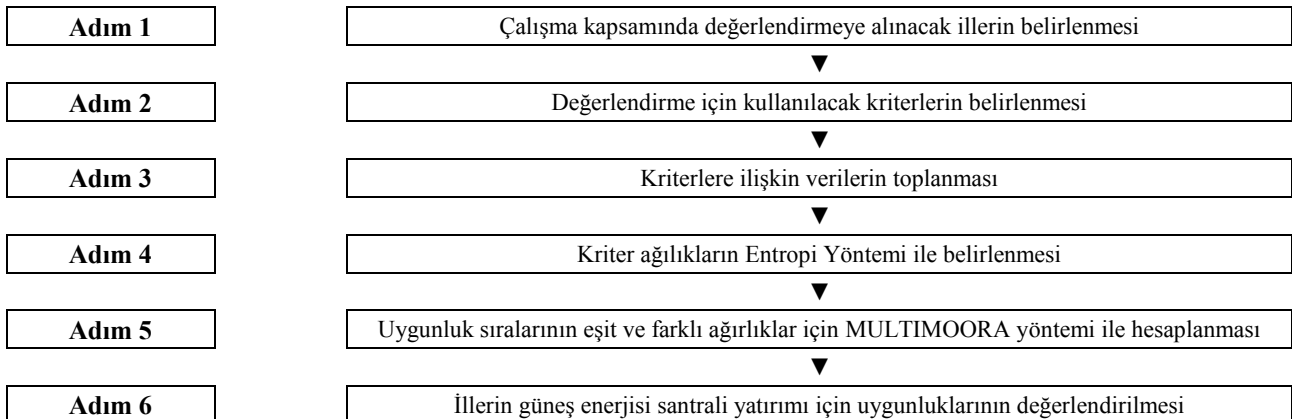 Adım 1
Çalışma kapsamında değerlendirmeye alınacak illerin belirlenmesi
▼
Adım 2
Değerlendirme için kullanılacak kriterlerin belirlenmesi
▼
Adım 3
Kriterlere ilişkin verilerin toplanması
▼
Adım 4
Kriter ağılıkların Entropi Yöntemi ile belirlenmesi
▼
Adım 5
Uygunluk sıralarının eşit ve farklı ağırlıklar için MULTIMOORA yöntemi ile hesaplanması
▼
Adım 6
İllerin güneş enerjisi santrali yatırımı için uygunluklarının değerlendirilmesi